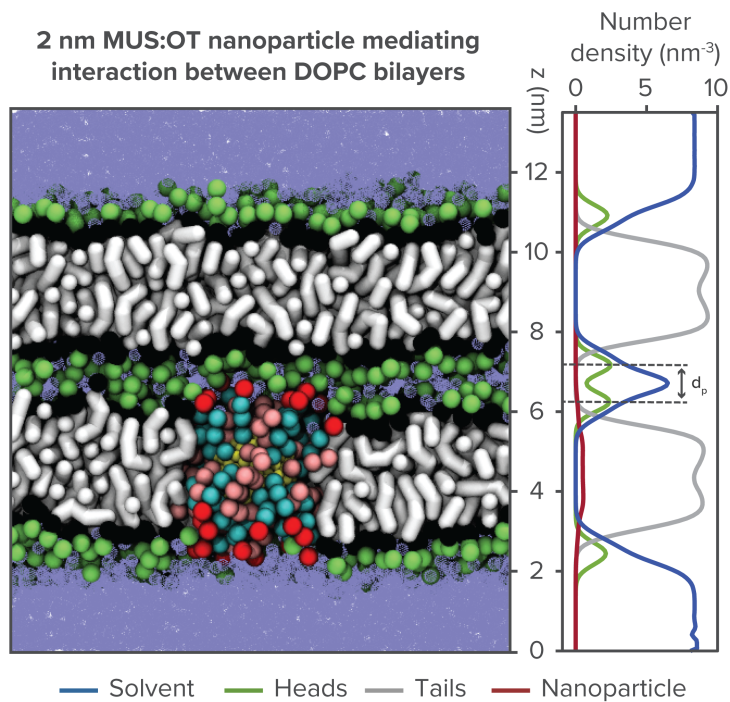 2 nm MUS:OT nanoparticle mediating
interaction between DOPC bilayers
Number
density (nm-3)
0 5 10
z (nm)
12
10
8
6
4
2
0
dp
Solvent Heads Tails Nanoparticle